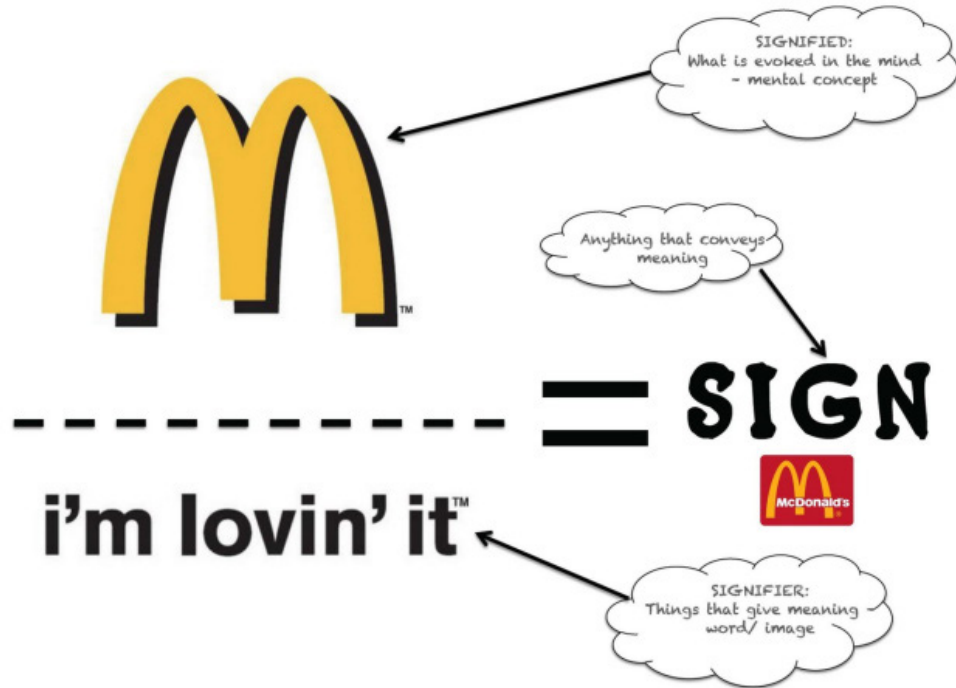 SIGNIFIED:
What is evoked in the mind
- mental concept
TM
Anything that conveys
meaning
= SIGN
McDonald's
i'm lovin' it™
SIGNIFIER:
Things that give meaning
word/ image